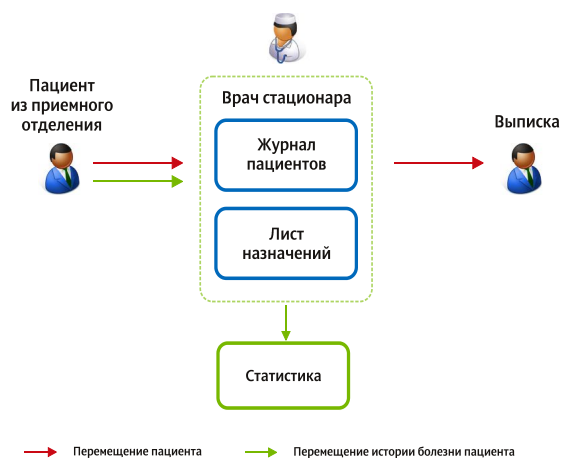 Пациент
из приемного
отделения
Врач стационара
Журнал
пациентов
Лист
назначений
Выписка
Статистика
Перемещение пациента
Перемещение истории болезни пациента